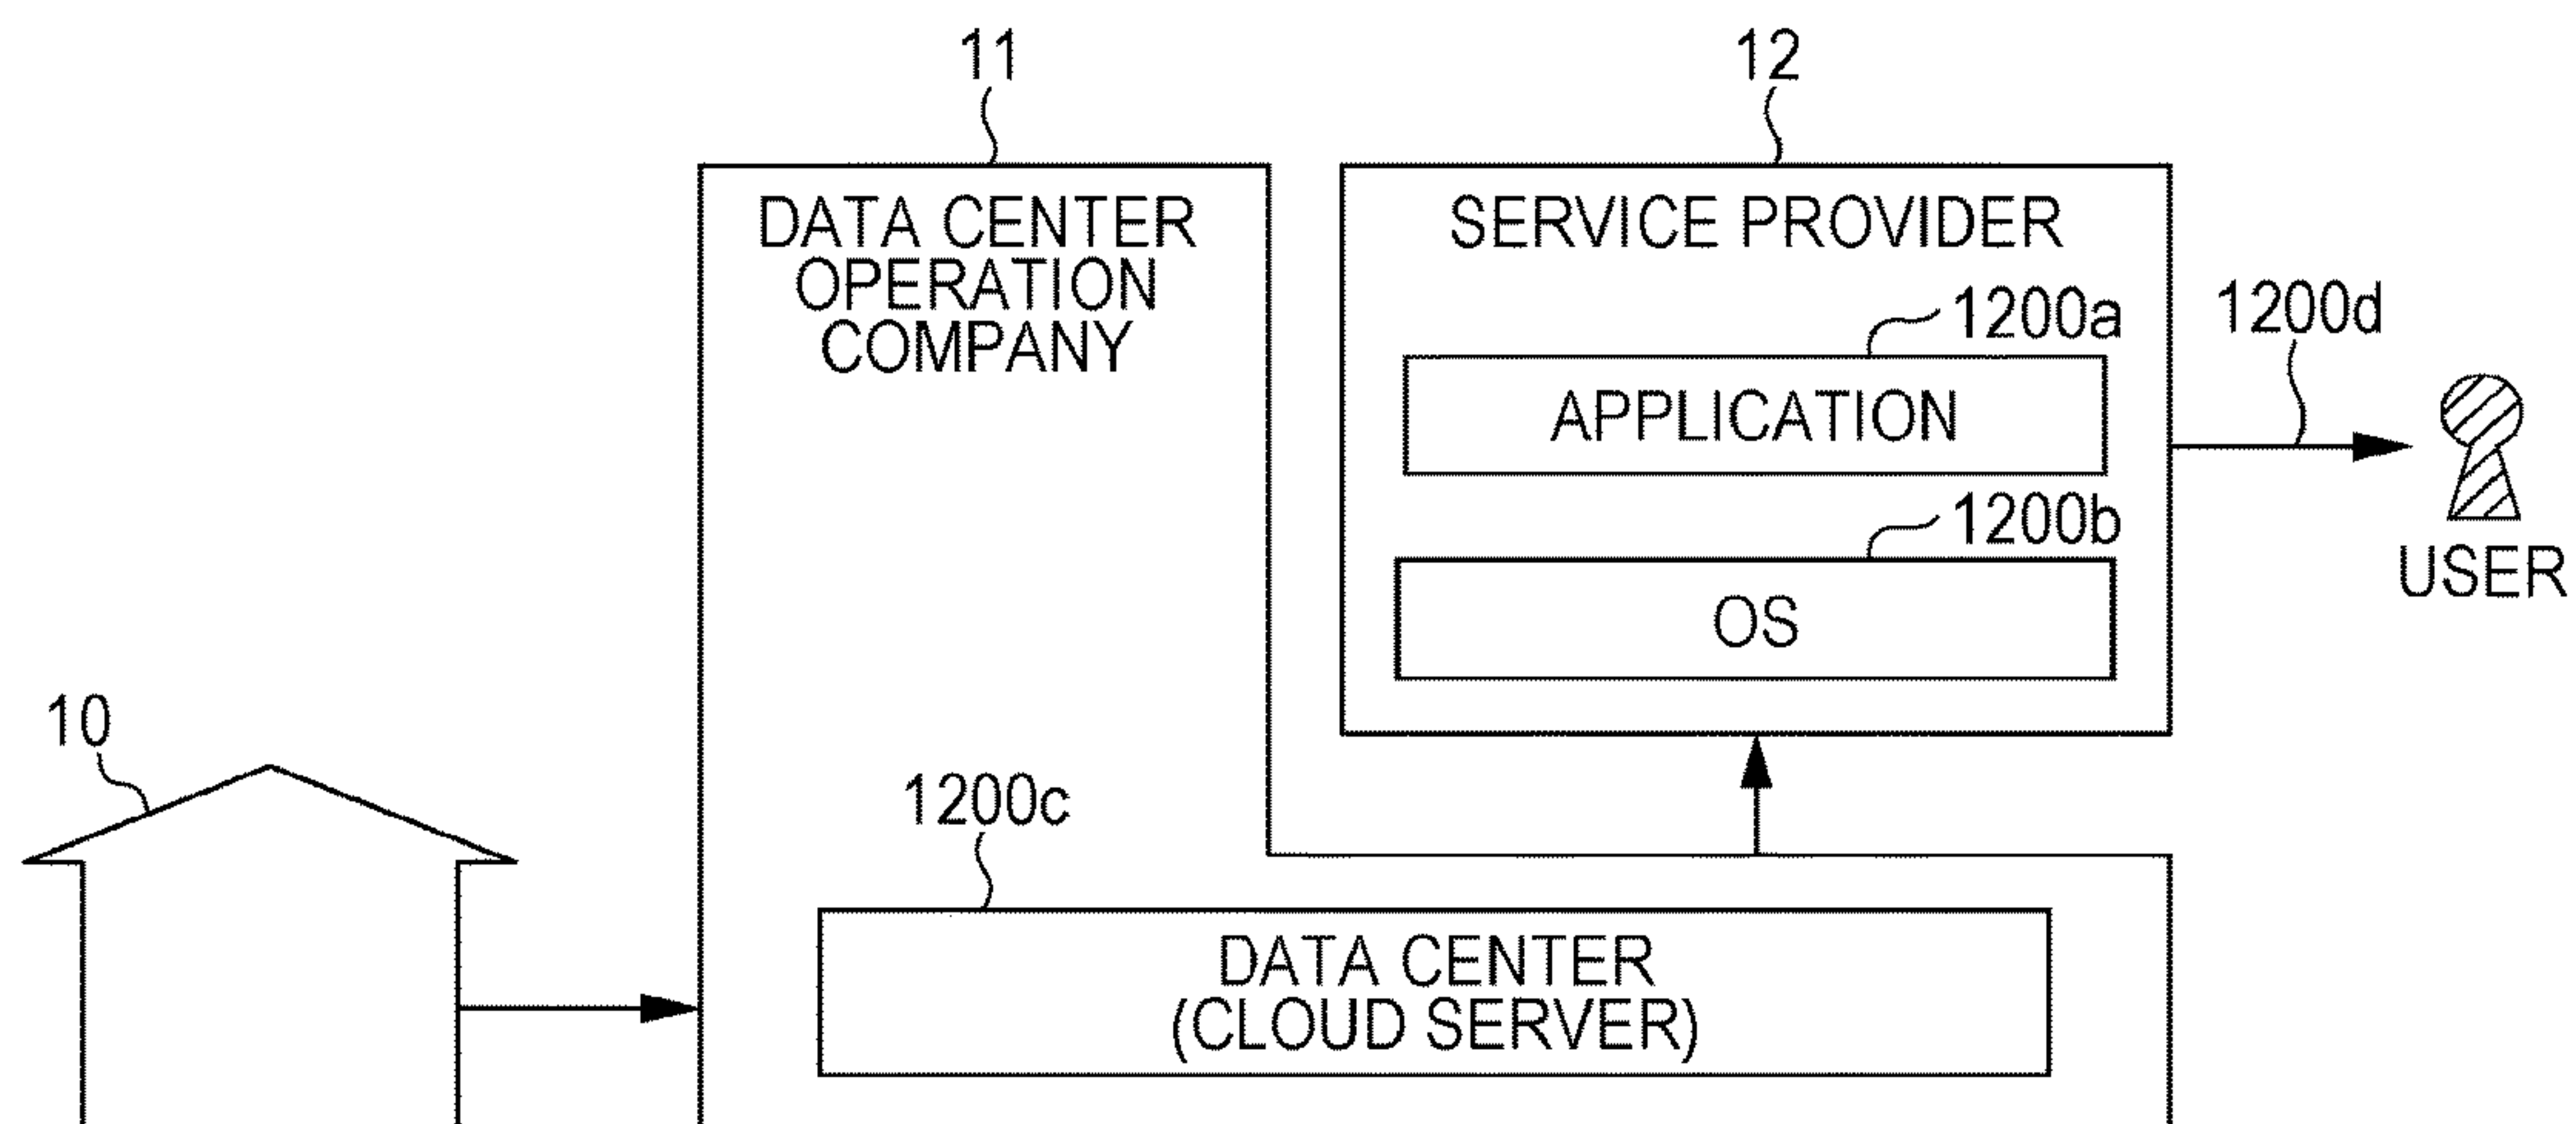 11
12
DATA CENTER
OPERATION
COMPANY
SERVICE PROVIDER
1200a
1200d
APPLICATION
1200b
USER
OS
10
1200c
DATA CENTER
(CLOUD SERVER)